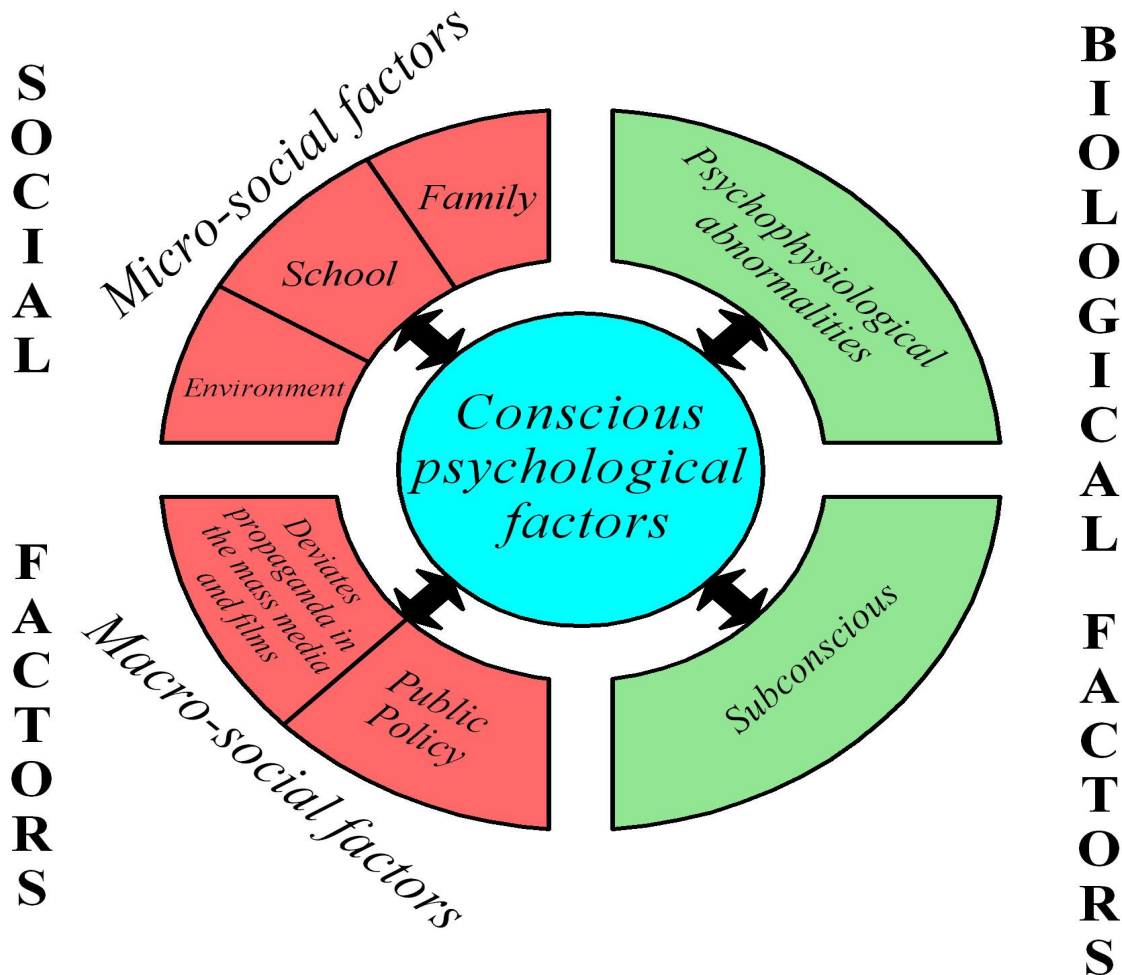 SOCIAL
FACTORS
Micro-social factors
Family
School
Environment
Deviates
propaganda in
the mass media
and films
Public
Policy
Macro-social factors
Conscious
psychological
factors
Psychophysiological
abnormalities
Subconscious
BIOLOGICAL
FACTORS